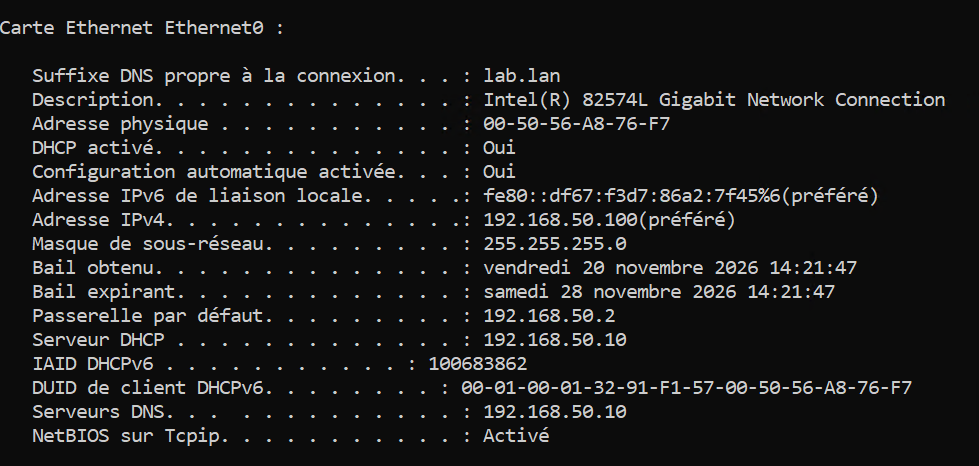 Carte Ethernet Ethernet0 :
Suffixe DNS propre à la connexion. . . : lab.lan
Description. . . . . . . . . . . . . . : Intel(R) 82574L Gigabit Network Connection
Adresse physique . . . . . . . . . . . : 00-50-56-A8-76-F7
DHCP activé. . . . . . . . . . . . . . : Oui
Configuration automatique activée. . . : Oui
Adresse IPv6 de liaison locale. . . . .: fe80::df67:f3d7:86a2:7f45%6(préféré)
Adresse IPv4. . . . . . . . . . . . . .: 192.168.50.100(préféré)
Masque de sous-réseau. . . . . . . . . : 255.255.255.0
Bail obtenu. . . . . . . . . . . . . . : vendredi 20 novembre 2026 14:21:47
Bail expirant. . . . . . . . . . . . . : samedi 28 novembre 2026 14:21:47
Passerelle par défaut. . . . . . . . . : 192.168.50.2
Serveur DHCP . . . . . . . . . . . . . : 192.168.50.10
IAID DHCPv6 . . . . . . . . . . . : 100683862
DUID de client DHCPv6. . . . . . . . : 00-01-00-01-32-91-F1-57-00-50-56-A8-76-F7
Serveurs DNS. . .  . . . . . . . . . . : 192.168.50.10
NetBIOS sur Tcpip. . . . . . . . . . . : Activé